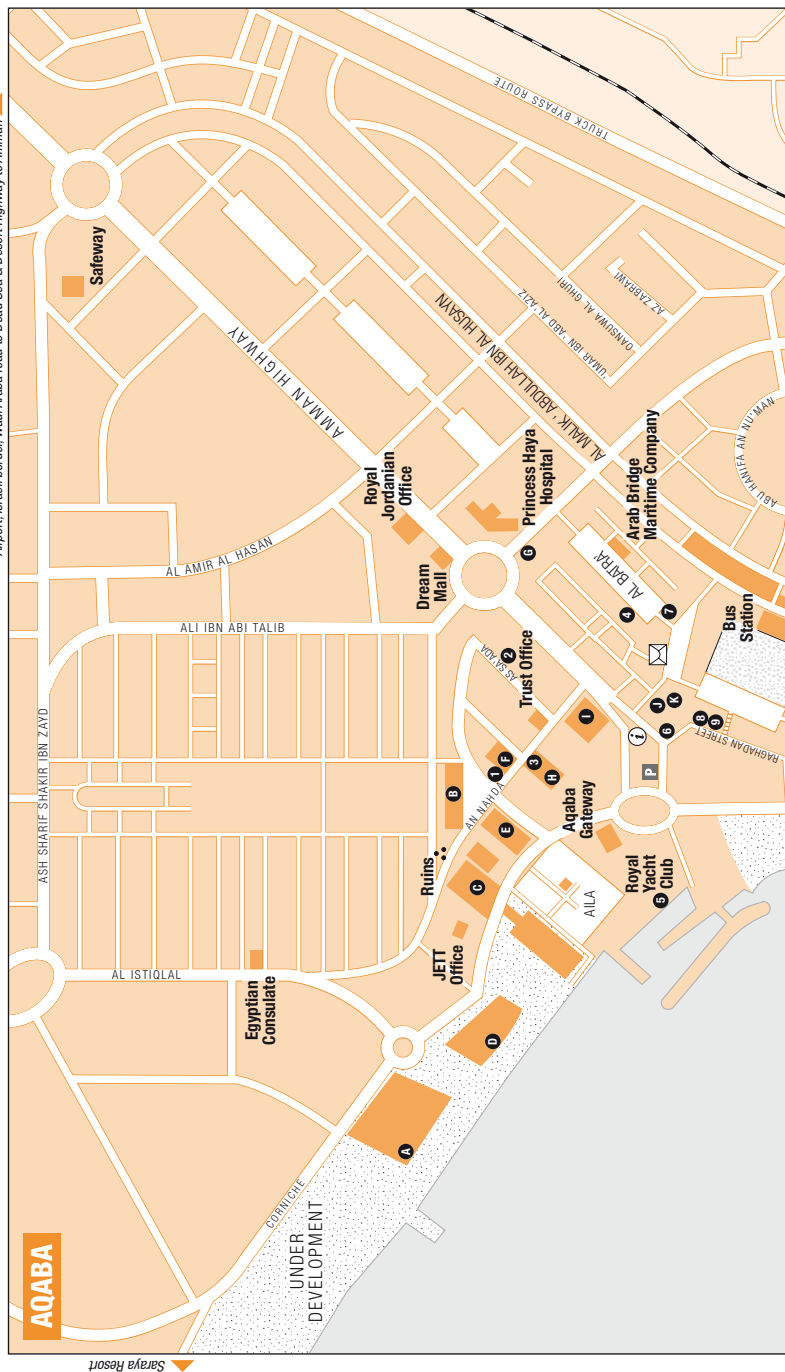 AQABA
Saraya Resort
Airport, Israeli border, Wadi Araba road to Dead Sea & Desert Highway to Amman
ASH SHARIF SHAKIR IBN ZAYD
Safeway
AMMAN HIGHWAY
TRUCK BYPASS ROUTE
AL AMIR AL HASAN
ALI IBN ABI TALIB
AL ISTIQLAL
Egyptian
Consulate
CORNICHE
UNDER
DEVELOPMENT
Royal
Jordanian
Office
Dream
Mall
Princess Haya
Hospital
AL MALIK 'ABDULLAH IBN AL HUSAYN
'UMAR IBN 'ABD AL'AZIZ
QANSUWA AL GHURI
AZ ZABRAWI
ABU HANIFA AN NU'MAN
Arab Bridge
Maritime Company
AL BATRA'
Bus
Station
RAGHADAN STREET
AS SA'ADA
Trust Office
AN NAHDA
Ruins
JETT
Office
Aqaba
Gateway
AILA
Royal
Yacht
Club
A
B
C
D
E
F
G
H
I
J
K
1
2
3
4
5
6
7
8
9
i
P